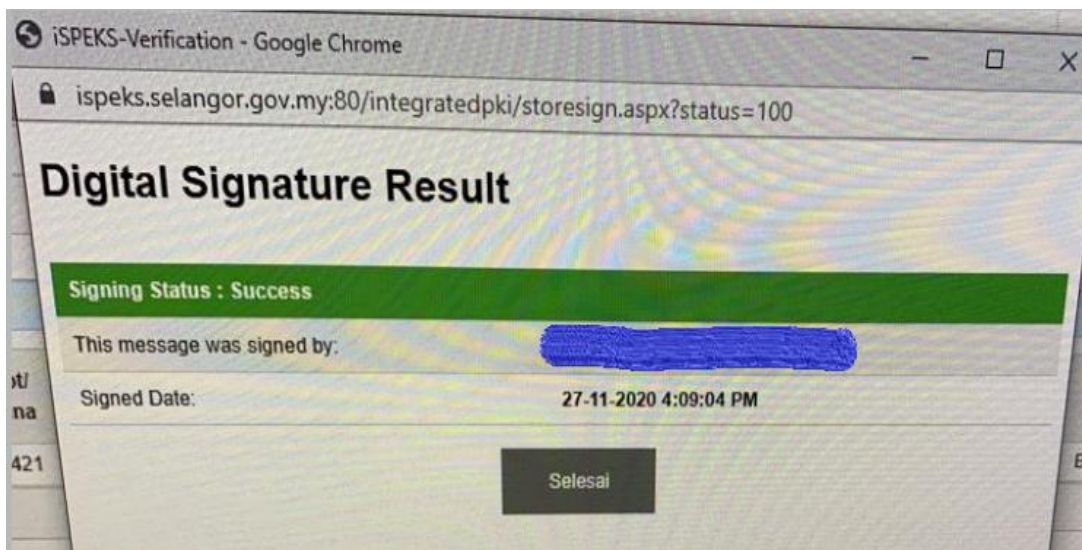 iSPEKS-Verification - Google Chrome
ispeks.selangor.gov.my:80/integratedpki/storesign.aspx?status=100
Digital Signature Result
Signing Status : Success
This message was signed by:
Signed Date: 27-11-2020 4:09:04 PM
na
421
Selesai